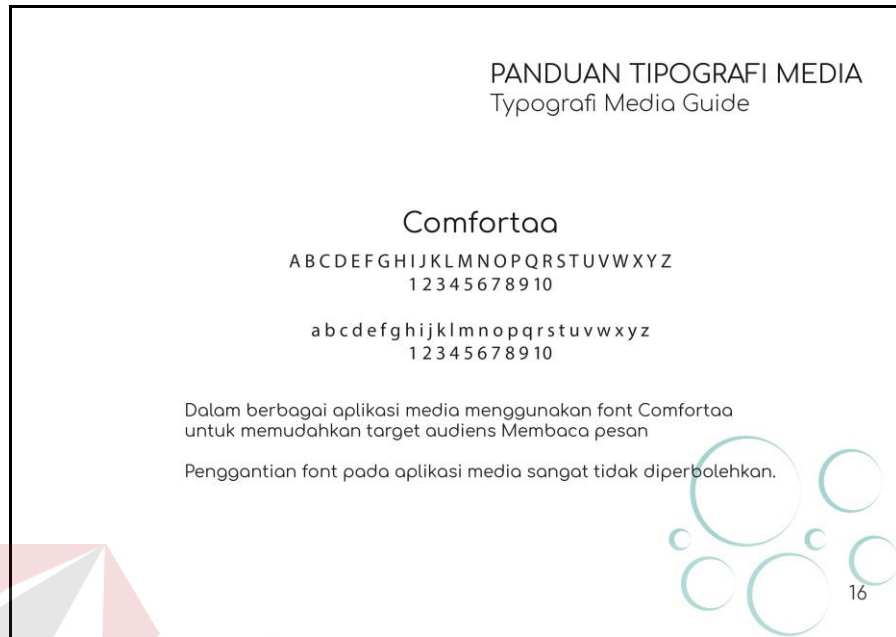 PANDUAN TIPOGRAFI MEDIA
Typografi Media Guide
Comfortaa
A B C D E F G H I J K L M N O P Q R S T U V W X Y Z
1 2 3 4 5 6 7 8 9 10
a b c d e f g h i j k l m n o p q r s t u v w x y z
1 2 3 4 5 6 7 8 9 10
Dalam berbagai aplikasi media menggunakan font Comfortaa
untuk memudahkan target audiens Membaca pesan
Penggantian font pada aplikasi media sangat tidak diperbolehkan.
16